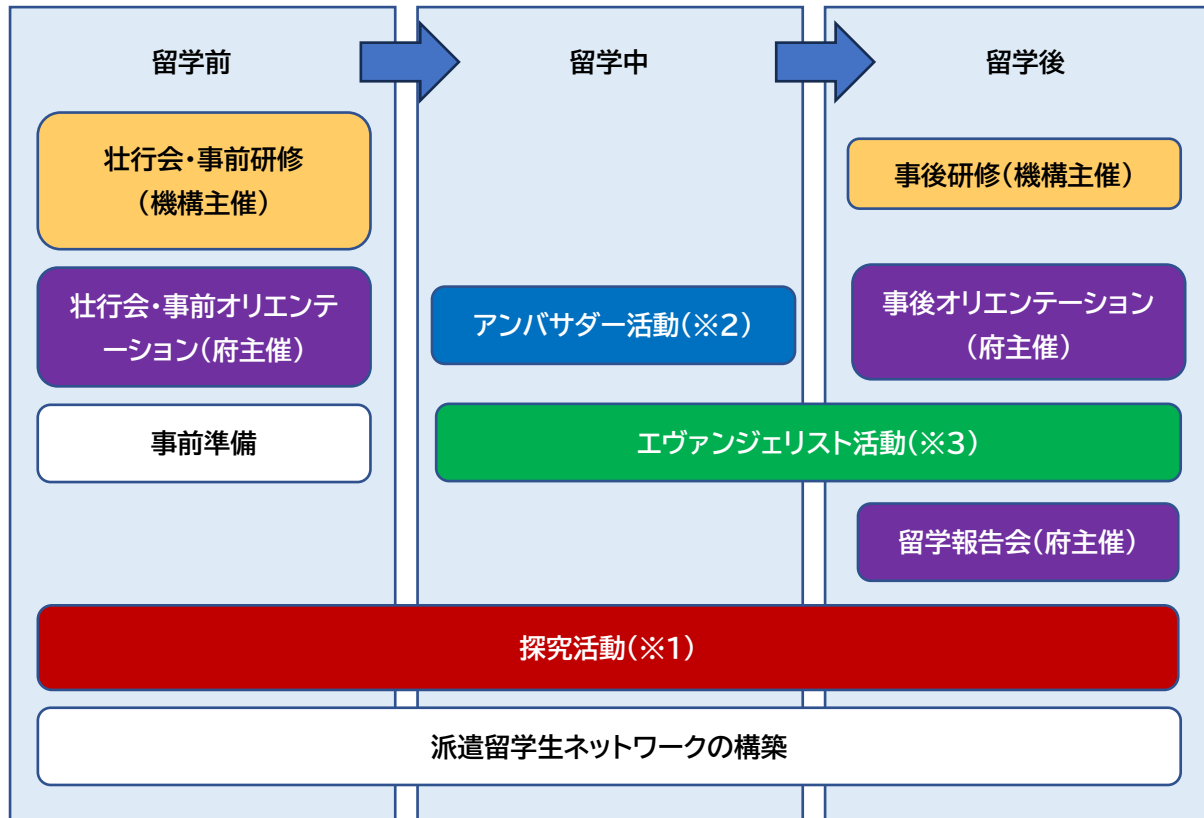 留学前
留学中
留学後
壮行会・事前研修
（機構主催）
事後研修（機構主催）
壮行会・事前オリエンテ
ーション（府主催）
アンバサダー活動（※2）
事後オリエンテーション
（府主催）
事前準備
エヴァンジェリスト活動（※3）
留学報告会（府主催）
探究活動（※1）
派遣留学生ネットワークの構築